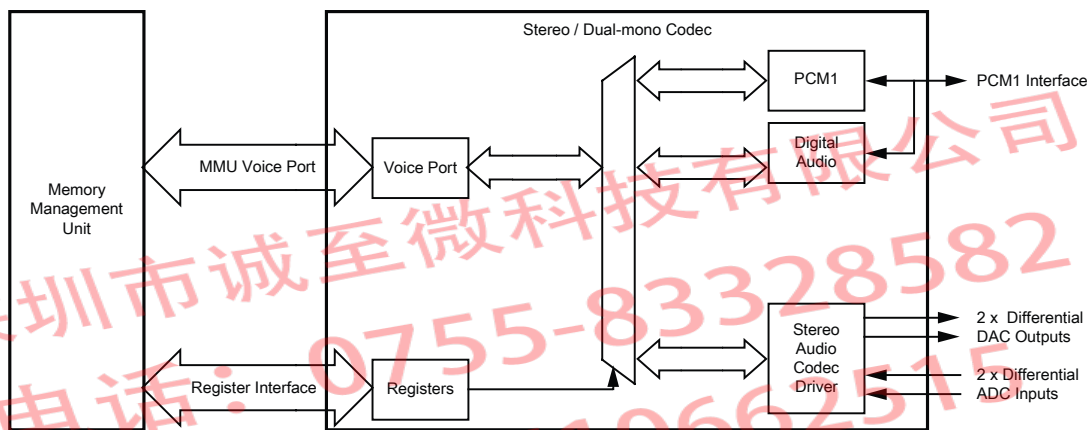 Stereo / Dual-mono Codec
PCM1
PCM1 Interface
Digital
Audio
MMU Voice Port
Voice Port
Memory
Management
Unit
Stereo
Audio
Codec
Driver
2 x Differential
DAC Outputs
2 x Differential
ADC Inputs
Register Interface
Registers
圳市诚至微科技有限公司
电话：0755-83328582